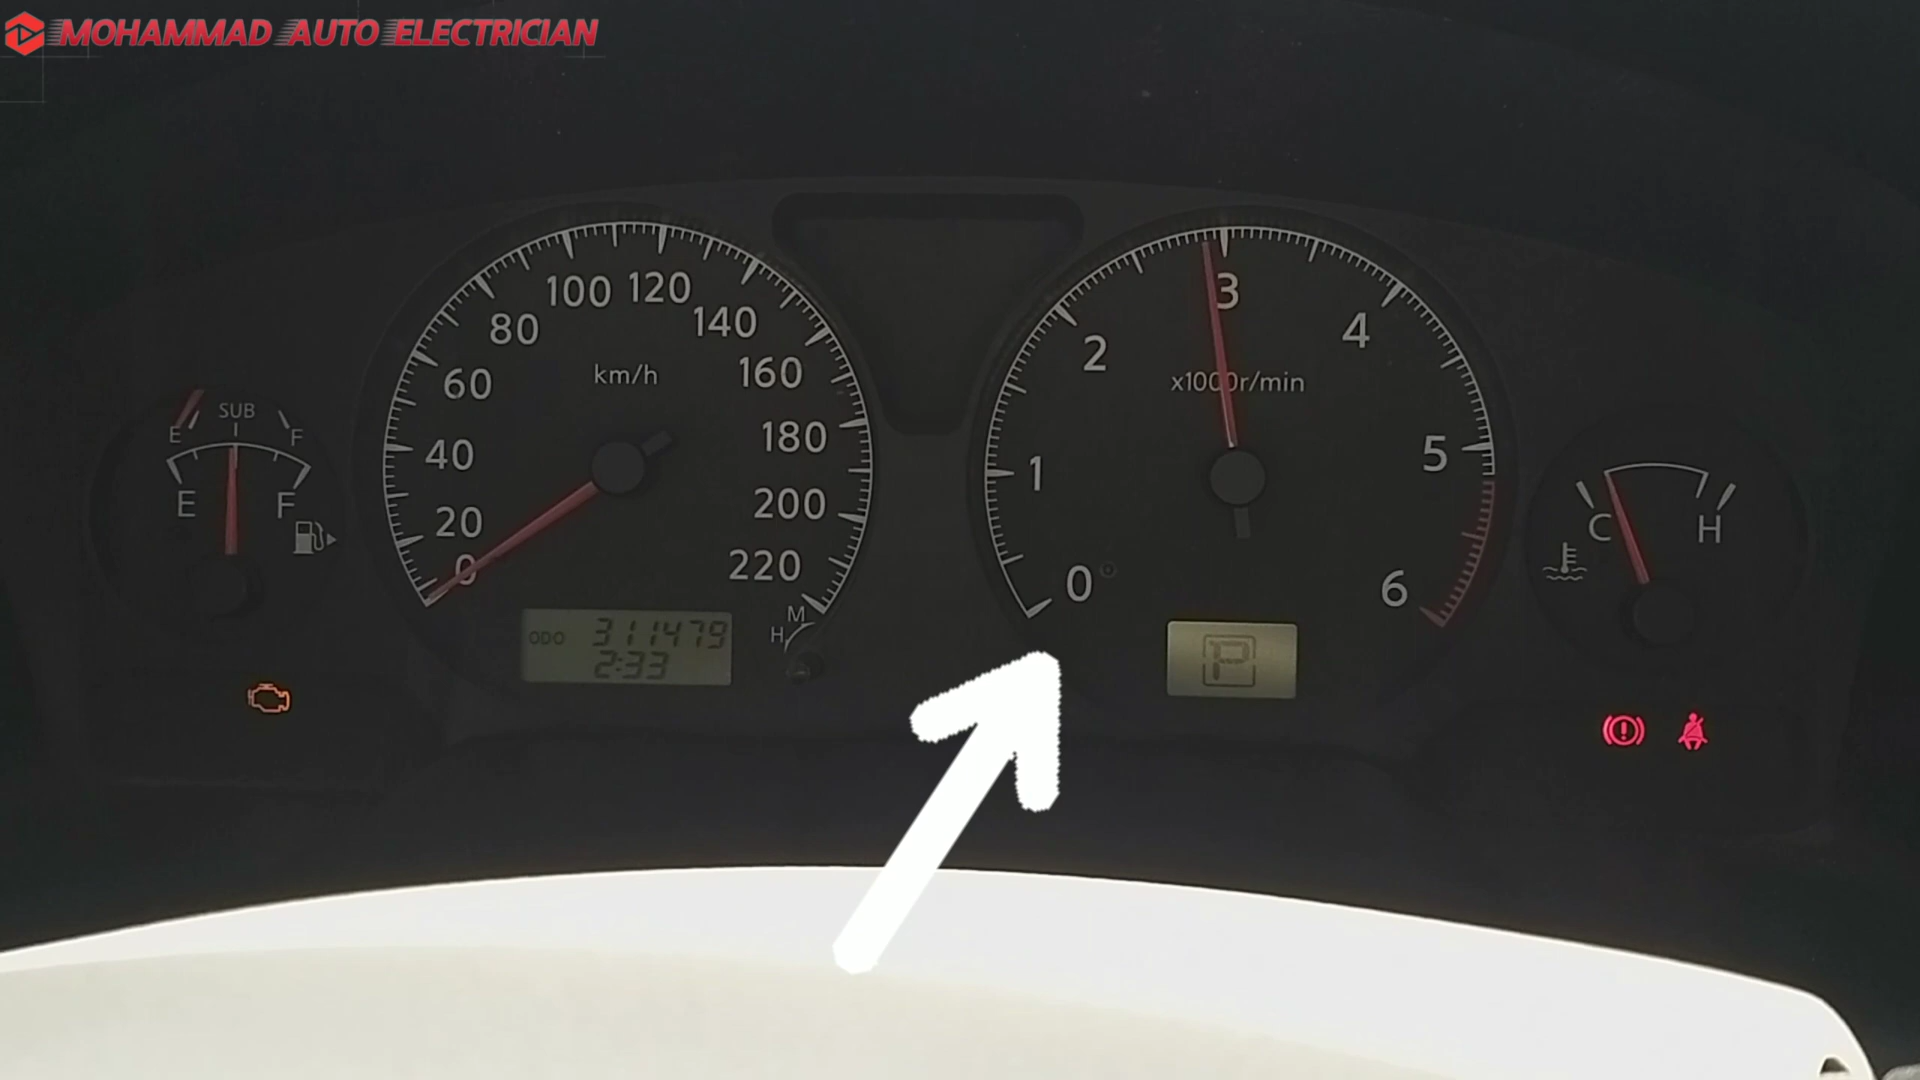 MOHAMMAD AUTO ELECTRICIAN
SUB
E F
E F
0 20 40 60 80 100 120 140 160 180 200 220
km/h
ODO 311479
2:33
H M
0 1 2 3 4 5 6
x1000r/min
P
C H